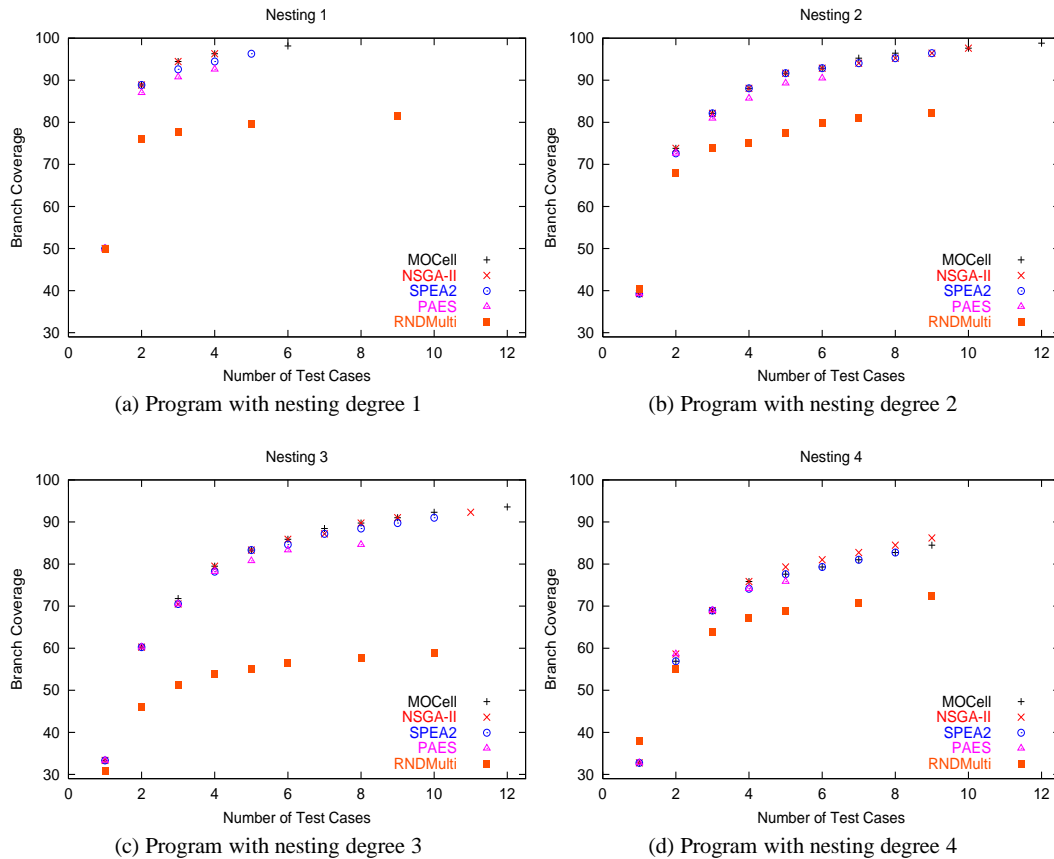 Nesting 1
100
90
80
70
60
50
40
30
Branch Coverage
MOCell
NSGA-II
SPEA2
PAES
RNDMulti
0 2 4 6 8 10 12
Number of Test Cases
(a) Program with nesting degree 1
Nesting 2
100
90
80
70
60
50
40
30
Branch Coverage
MOCell
NSGA-II
SPEA2
PAES
RNDMulti
0 2 4 6 8 10 12
Number of Test Cases
(b) Program with nesting degree 2
Nesting 3
100
90
80
70
60
50
40
30
Branch Coverage
MOCell
NSGA-II
SPEA2
PAES
RNDMulti
0 2 4 6 8 10 12
Number of Test Cases
(c) Program with nesting degree 3
Nesting 4
100
90
80
70
60
50
40
30
Branch Coverage
MOCell
NSGA-II
SPEA2
PAES
RNDMulti
0 2 4 6 8 10 12
Number of Test Cases
(d) Program with nesting degree 4